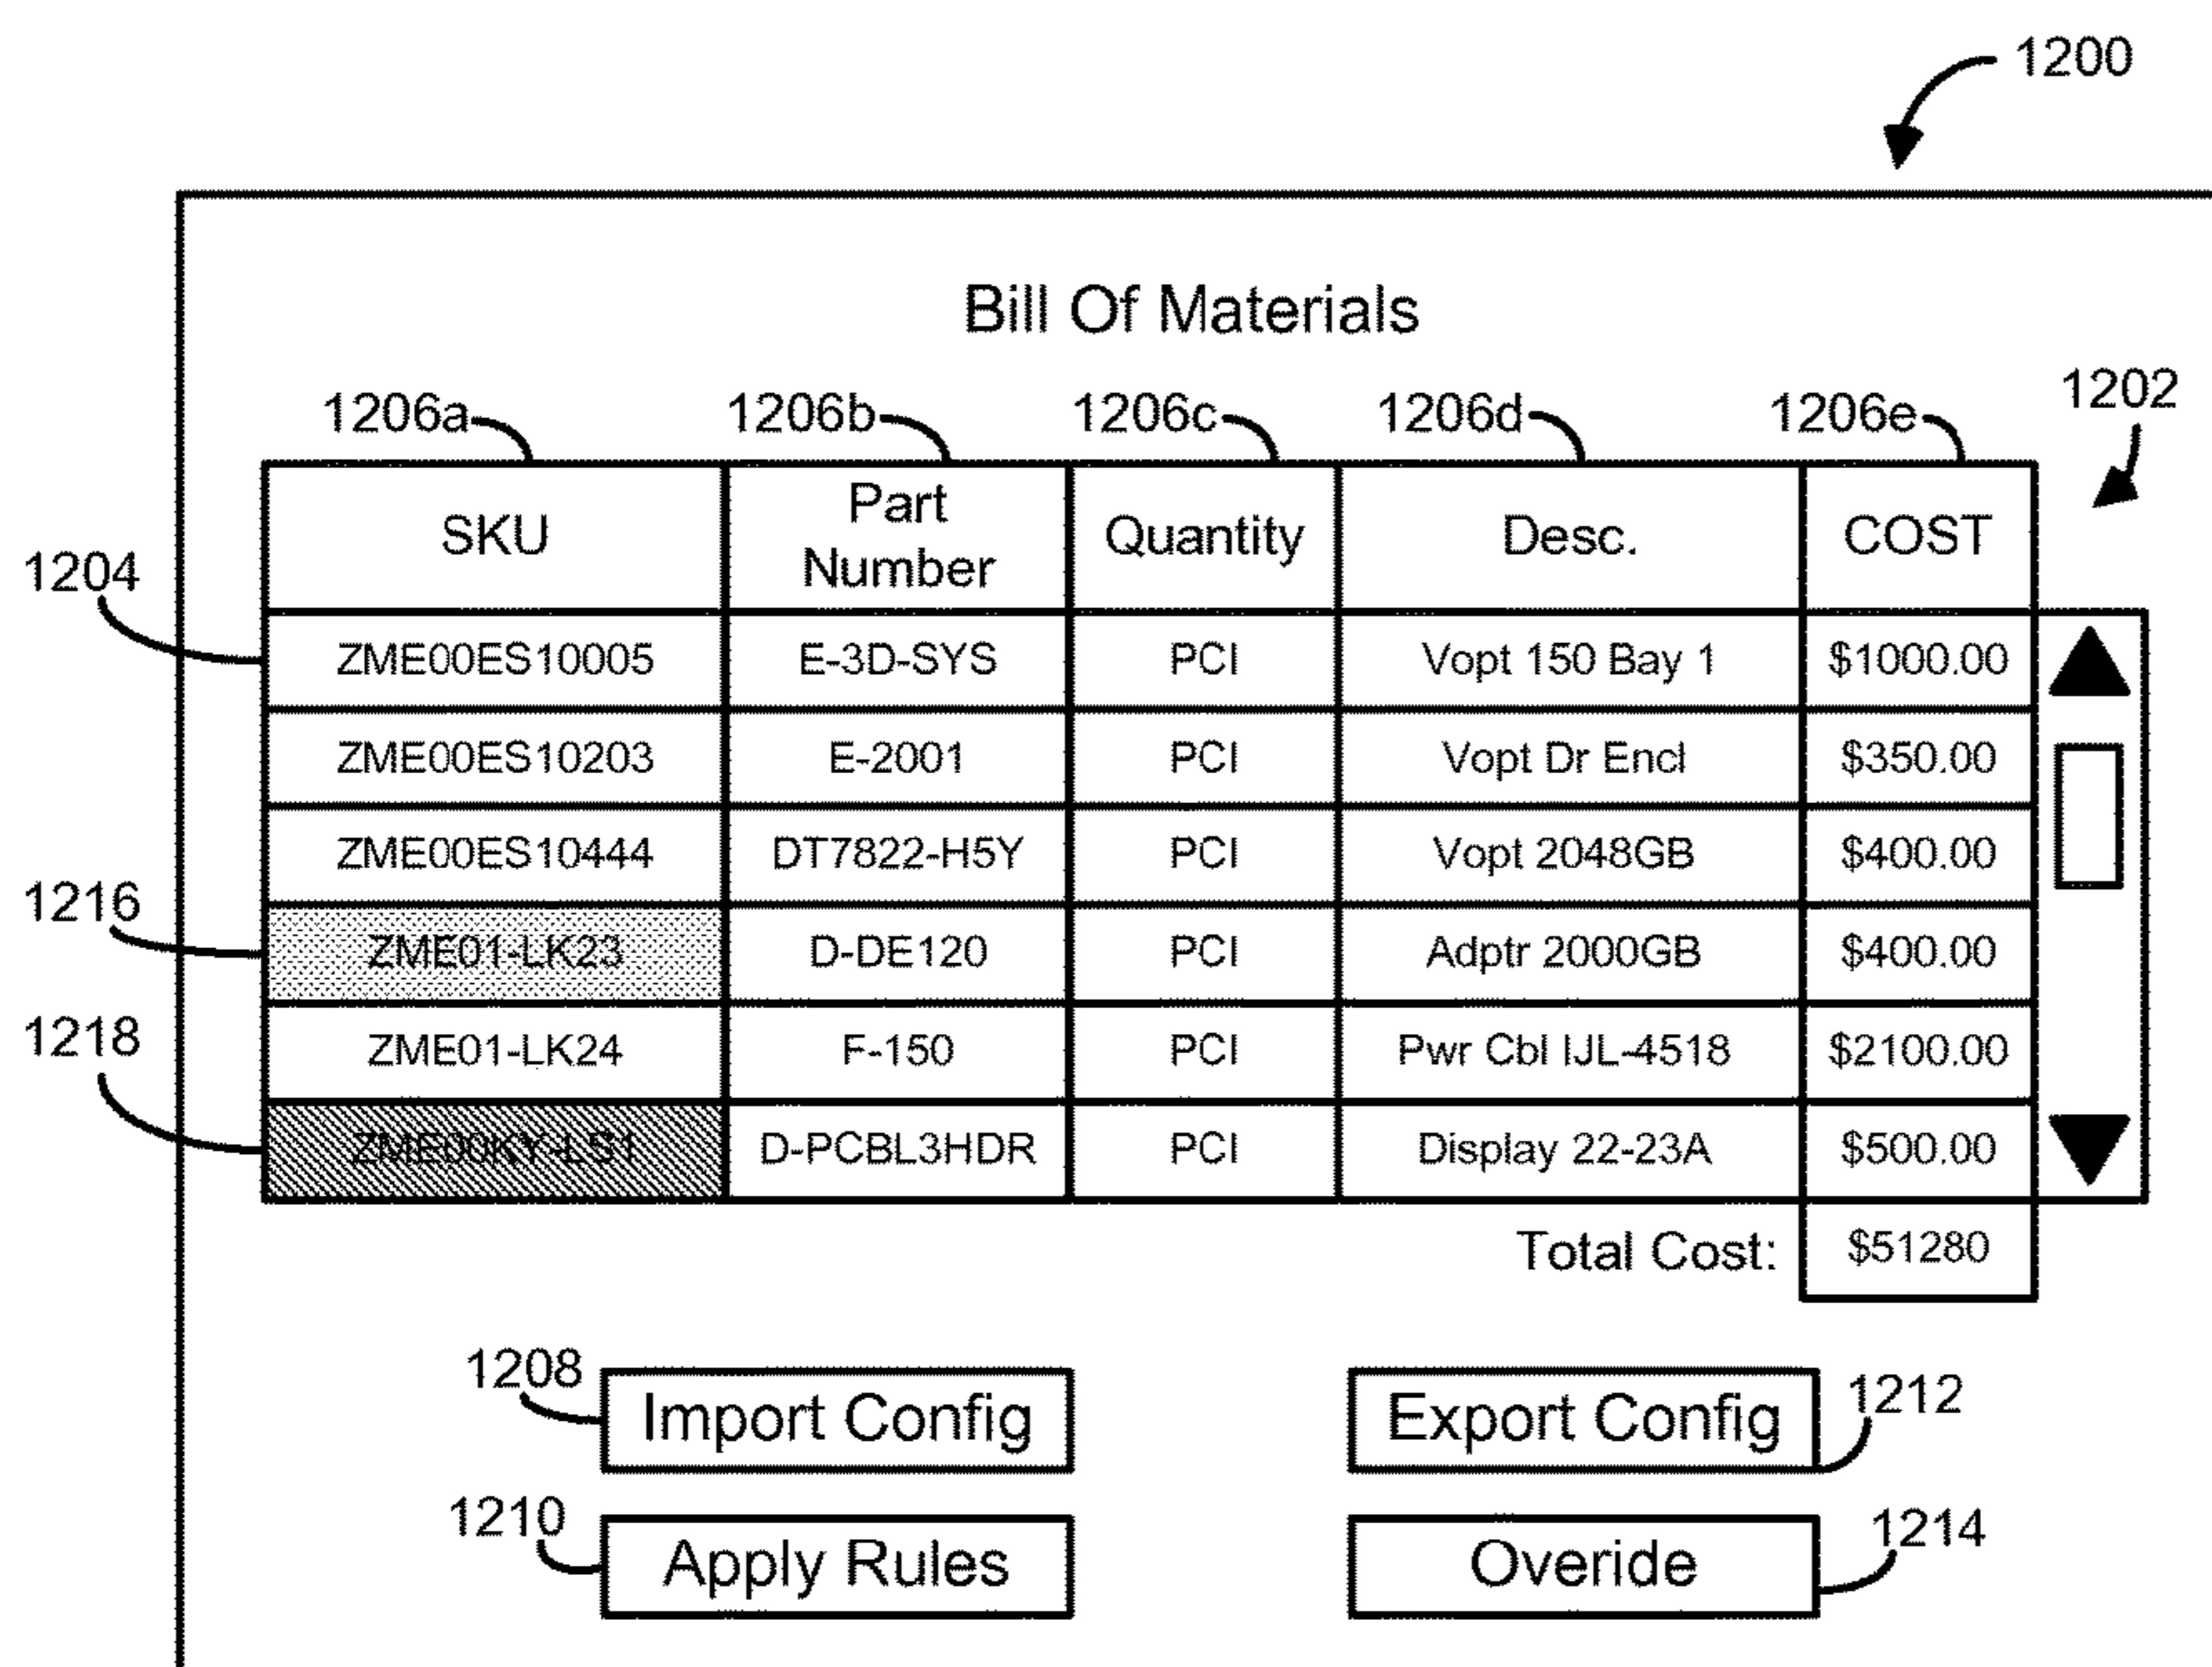 1200
Bill Of Materials
1206a 1206b 1206c 1206d 1206e 1202
SKU Part Number Quantity Desc. COST
1204
ZME00ES10005 E-3D-SYS PCI Vopt 150 Bay 1 $1000.00
ZME00ES10203 E-2001 PCI Vopt Dr Encl $350.00
ZME00ES10444 DT7822-H5Y PCI Vopt 2048GB $400.00
1216
ZME01-LK23 D-DE120 PCI Adptr 2000GB $400.00
1218
ZME01-LK24 F-150 PCI Pwr Cbl IJL-4518 $2100.00
ZME00KY-LS1 D-PCBL3HDR PCI Display 22-23A $500.00
Total Cost: $51280
1208 Import Config Export Config 1212
1210 Apply Rules Overide 1214